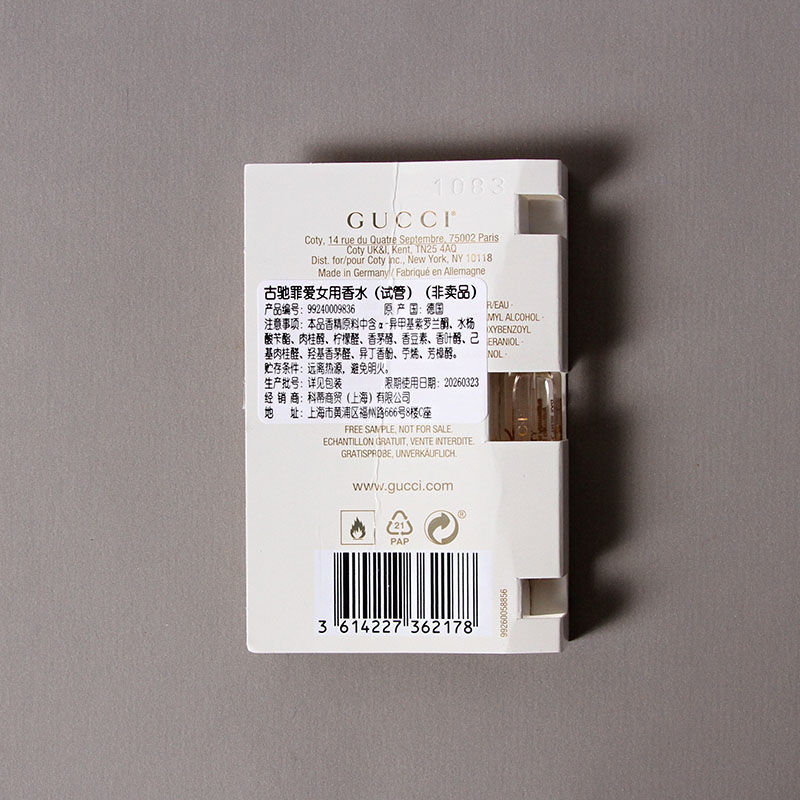 1083
GUCCI®
Coty, 14 rue du Quatre Septembre, 75002 Paris
Coty UK&I, Kent, TN25 4AQ
Dist. for/pour Coty Inc., New York, NY 10118
Made in Germany / Fabriqué en Allemagne
古驰罪爱女用香水（试管）（非卖品）
产品编号：99240009836 原 产 国：德国
注意事项：本品香精原料中含α-异甲基紫罗兰酮、水杨
酸苄酯、肉桂醇、柠檬醛、香茅醇、香豆素、香叶醇、己
基肉桂醛、羟基香茅醛、异丁香酚、苧烯、芳樟醇。
贮存条件：远离热源，避免明火。
生产批号：详见包装 限期使用日期：20260323
经 销 商：科蒂商贸（上海）有限公司
地 址：上海市黄浦区福州路666号8楼C座
R/EAU ·
AMYL ALCOHOL ·
OXYBENZOYL
GERANIOL ·
NOL ·
FREE SAMPLE, NOT FOR SALE.
ECHANTILLON GRATUIT, VENTE INTERDITE.
GRATISPROBE, UNVERKÄUFLICH.
www.gucci.com
21
PAP
®
3 614227 362178
99260058856